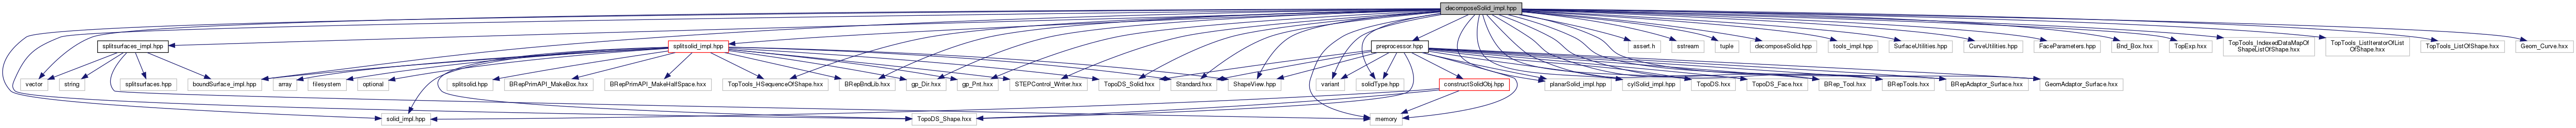 decomposeSolid_impl.hpp
splitsurfaces_impl.hpp
splitsolid_impl.hpp
preprocessor.hpp
assert.h
sstream
tuple
decomposeSolid.hpp
tools_impl.hpp
SurfaceUtilities.hpp
CurveUtilities.hpp
FaceParameters.hpp
Bnd_Box.hxx
TopExp.hxx
TopTools_IndexedDataMapOf
ShapeListOfShape.hxx
TopTools_ListIteratorOfList
OfShape.hxx
TopTools_ListOfShape.hxx
Geom_Curve.hxx
vector
string
splitsurfaces.hpp
boundSurface_impl.hpp
array
filesystem
optional
splitsolid.hpp
BRepPrimAPI_MakeBox.hxx
BRepPrimAPI_MakeHalfSpace.hxx
TopTools_HSequenceOfShape.hxx
BRepBndLib.hxx
gp_Dir.hxx
gp_Pnt.hxx
STEPControl_Writer.hxx
TopoDS_Solid.hxx
Standard.hxx
ShapeView.hpp
variant
solidType.hpp
constructSolidObj.hpp
planarSolid_impl.hpp
cylSolid_impl.hpp
TopoDS.hxx
TopoDS_Face.hxx
BRep_Tool.hxx
BRepTools.hxx
BRepAdaptor_Surface.hxx
GeomAdaptor_Surface.hxx
solid_impl.hpp
TopoDS_Shape.hxx
memory